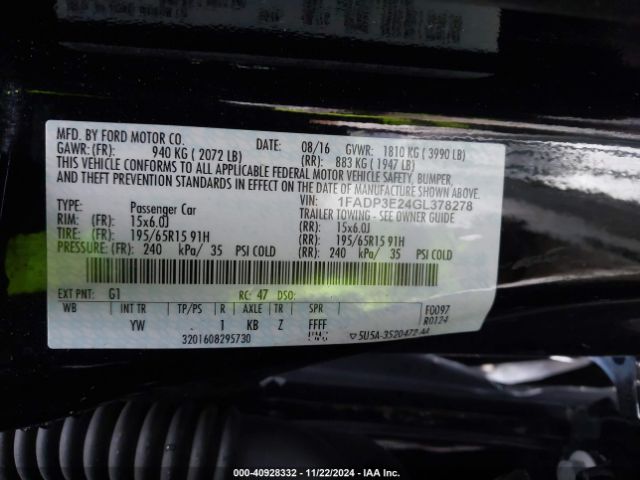 MFD. BY FORD MOTOR CO. DATE: 08/16 GVWR: 1810 KG ( 3990 LB)
GAWR: (FR): 940 KG ( 2072 LB) (RR): 883 KG ( 1947 LB)
THIS VEHICLE CONFORMS TO ALL APPLICABLE FEDERAL MOTOR VEHICLE SAFETY, BUMPER,
AND THEFT PREVENTION STANDARDS IN EFFECT ON THE DATE OF MANUFACTURE SHOWN ABOVE.
VIN: 1FADP3E24GL378278
TYPE: Passenger Car TRAILER TOWING - SEE OWNER GUIDE
RIM: (FR): 15x6.0J (RR): 15x6.0J
TIRE: (FR): 195/65R15 91H (RR): 195/65R15 91H
PRESSURE: (FR): 240 kPa/ 35 PSI COLD (RR): 240 kPa/ 35 PSI COLD
EXT PNT: G1 RC: 47 DSO:
WB INT TR TP/PS R AXLE TR SPR
YW . 1 KB Z FFFF
F0097
R0124
3201608295730
5U5A-3520472-AA
000-40928332 - 11/22/2024 - IAA Inc.